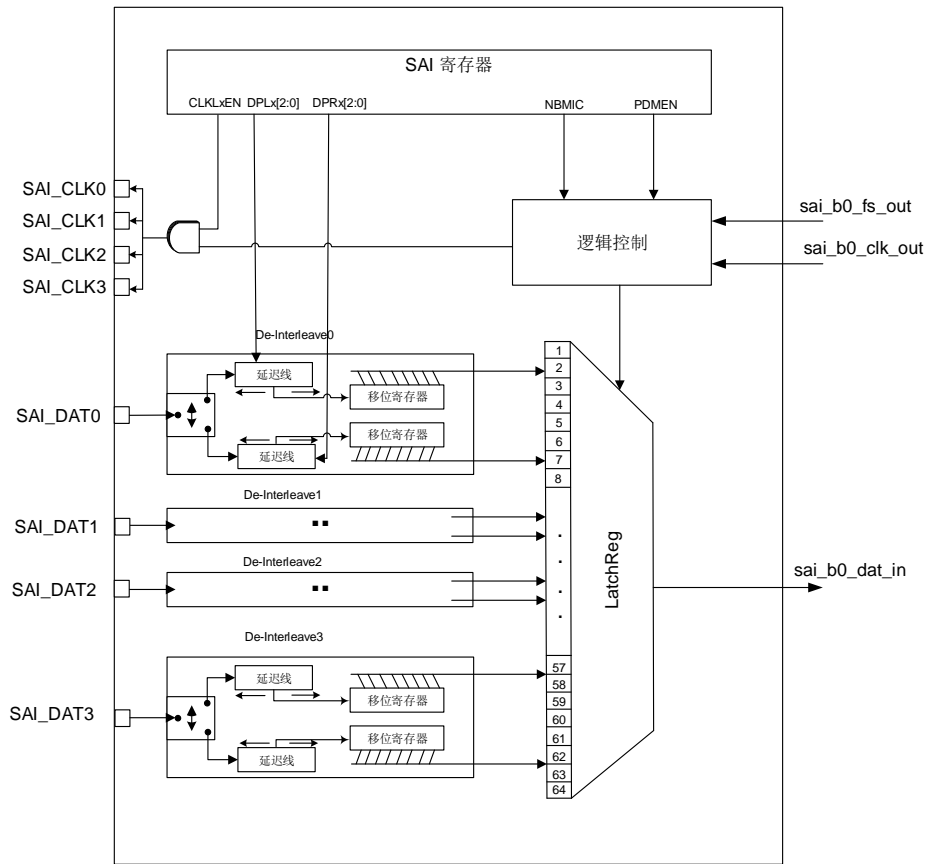 SAI 寄存器
CLKLxEN DPLx[2:0] DPRx[2:0] NBMIC PDMEN
SAI_CLK0
SAI_CLK1
SAI_CLK2
SAI_CLK3
逻辑控制
sai_b0_fs_out
sai_b0_clk_out
De-Interleave0
延迟线
移位寄存器
SAI_DAT0
移位寄存器
延迟线
1
2
3
4
5
6
7
8
De-Interleave1
SAI_DAT1
De-Interleave2
SAI_DAT2
LatchReg
sai_b0_dat_in
De-Interleave3
延迟线
移位寄存器
SAI_DAT3
移位寄存器
延迟线
57
58
59
60
61
62
63
64